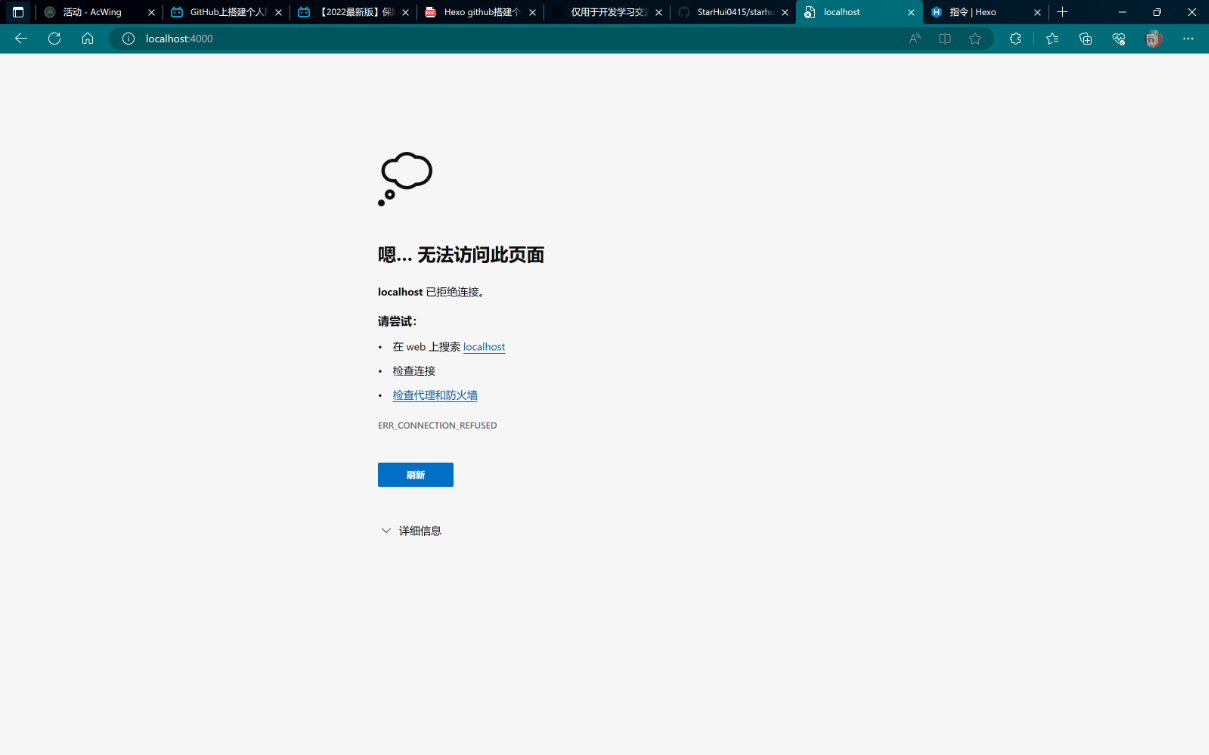 活动 - AcWing
GitHub上搭建个人
【2022最新版】保
Hexo github搭建个
仅用于开发学习交
StarHui0415/starhu
localhost
指令 | Hexo
localhost:4000
嗯... 无法访问此页面
localhost 已拒绝连接。
请尝试:
• 在 web 上搜索 localhost
• 检查连接
• 检查代理和防火墙
ERR_CONNECTION_REFUSED
刷新
详细信息